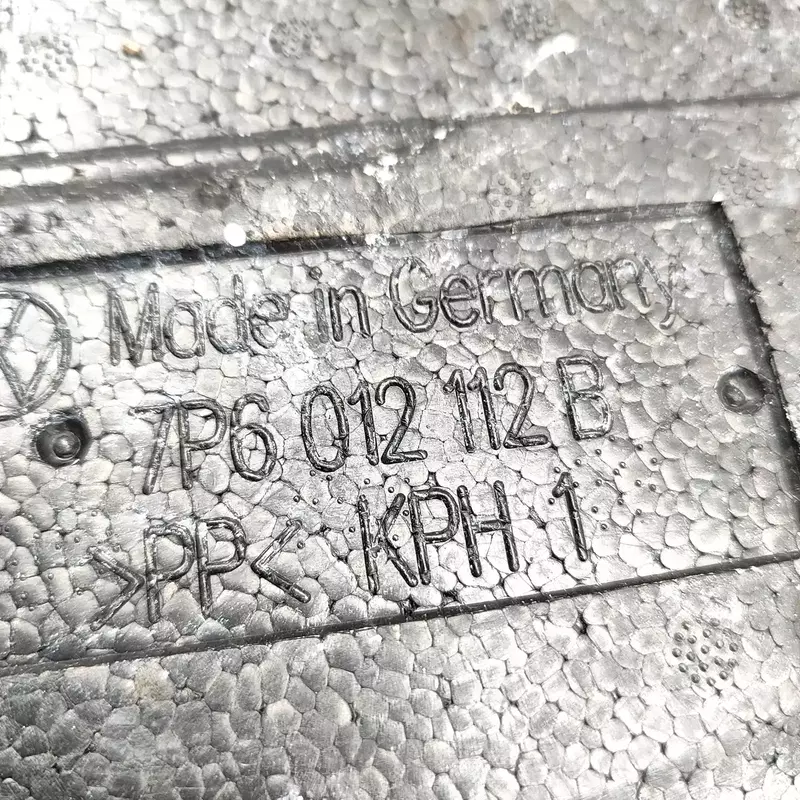 Made in Germany
7P6 012 112 B
>PP< KPH 1